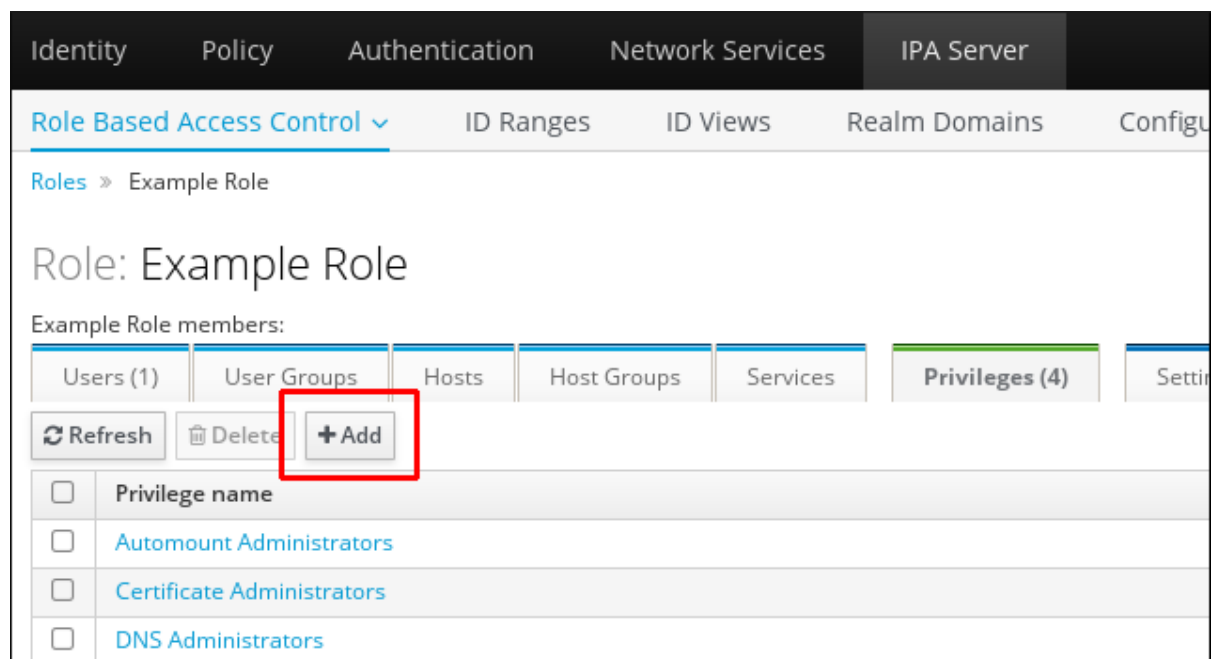 Identity Policy Authentication Network Services IPA Server
Role Based Access Control ID Ranges ID Views Realm Domains
Roles » Example Role
Role: Example Role
Example Role members:
Users (1) User Groups Hosts Host Groups Services Privileges (4)
Refresh Delete + Add
Privilege name
Automount Administrators
Certificate Administrators
DNS Administrators